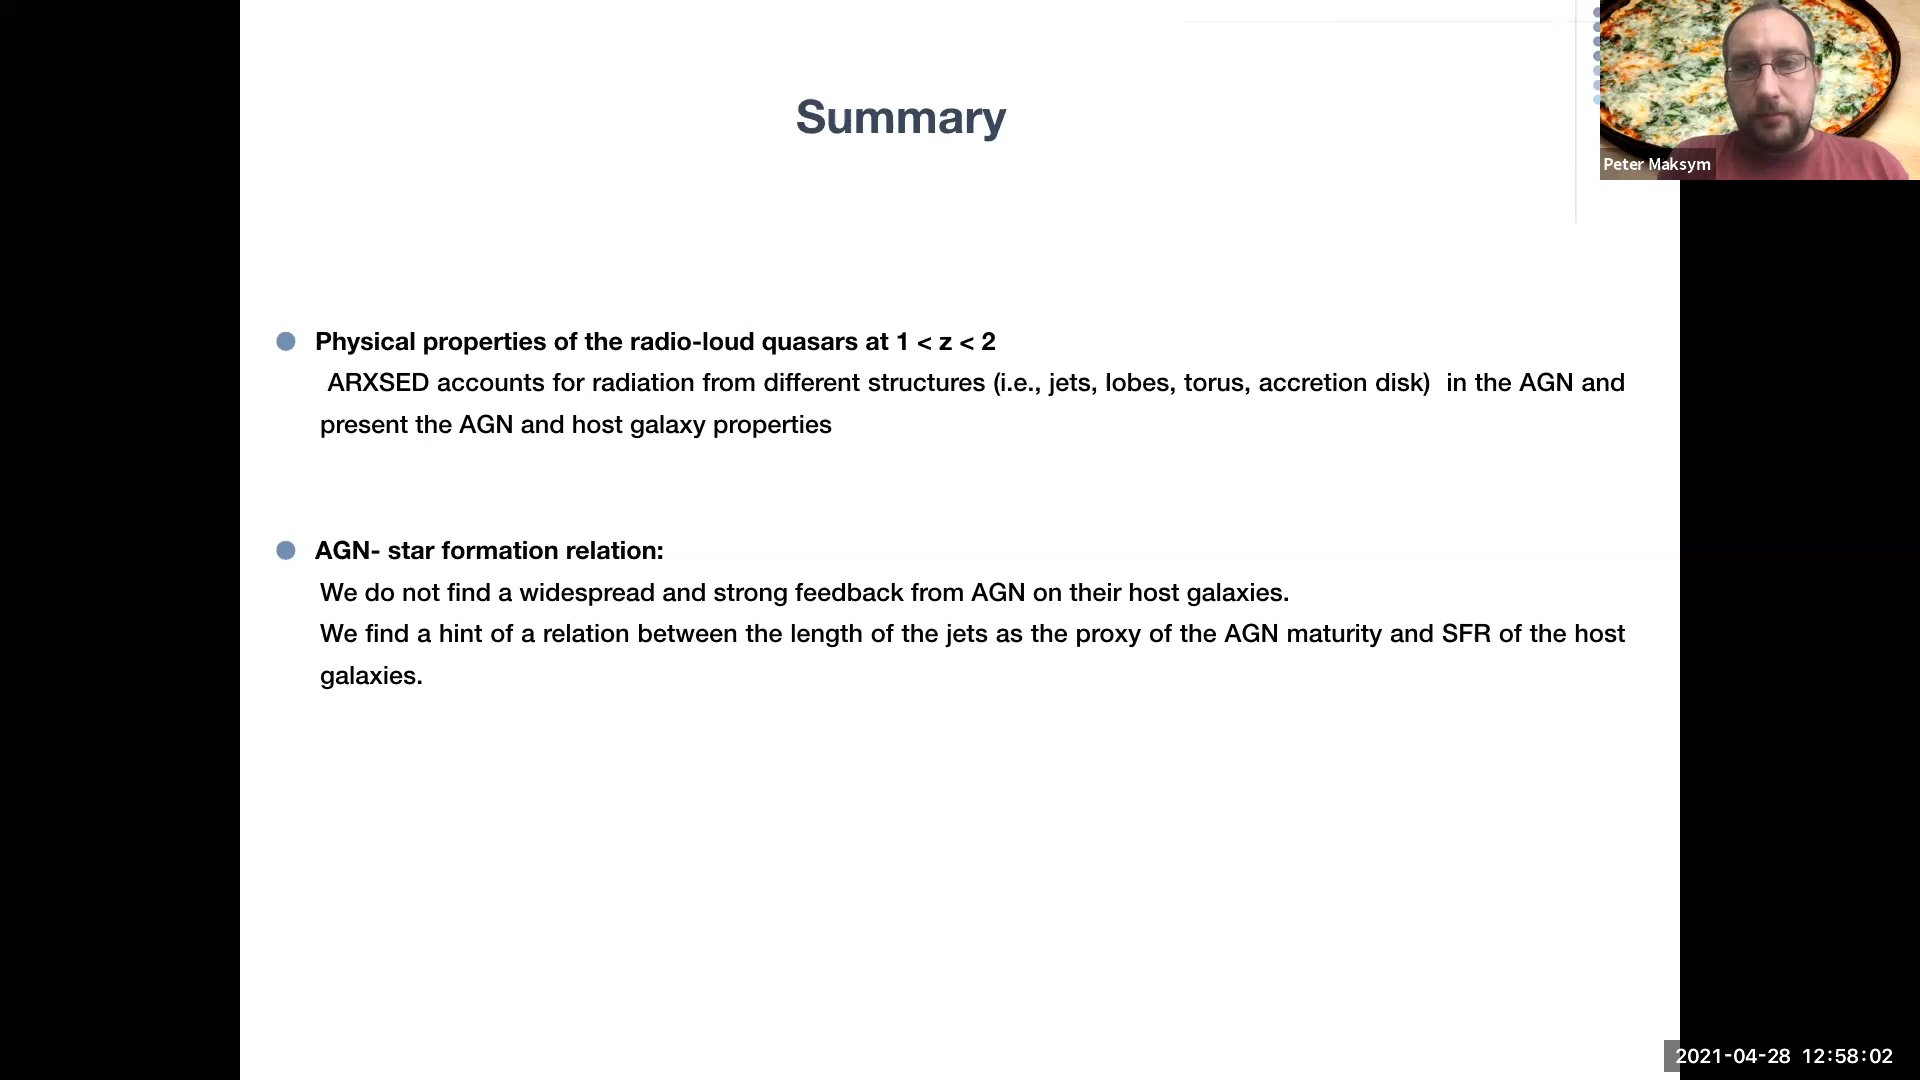 Summary
Peter Maksym
Physical properties of the radio-loud quasars at 1 < z < 2
ARXSED accounts for radiation from different structures (i.e., jets, lobes, torus, accretion disk) in the AGN and
present the AGN and host galaxy properties
AGN- star formation relation:
We do not find a widespread and strong feedback from AGN on their host galaxies.
We find a hint of a relation between the length of the jets as the proxy of the AGN maturity and SFR of the host
galaxies.
2021-04-28 12:58:02